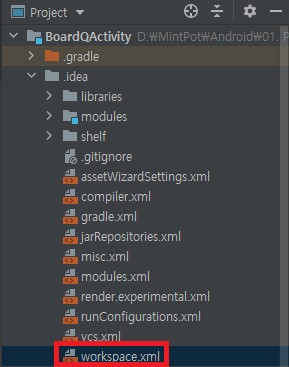 Project
BoardQActivity D:₩MintPot₩Android₩01.
.gradle
.idea
libraries
modules
shelf
.gitignore
assetWizardSettings.xml
compiler.xml
gradle.xml
jarRepositories.xml
misc.xml
modules.xml
render.experimental.xml
runConfigurations.xml
vcs.xml
workspace.xml